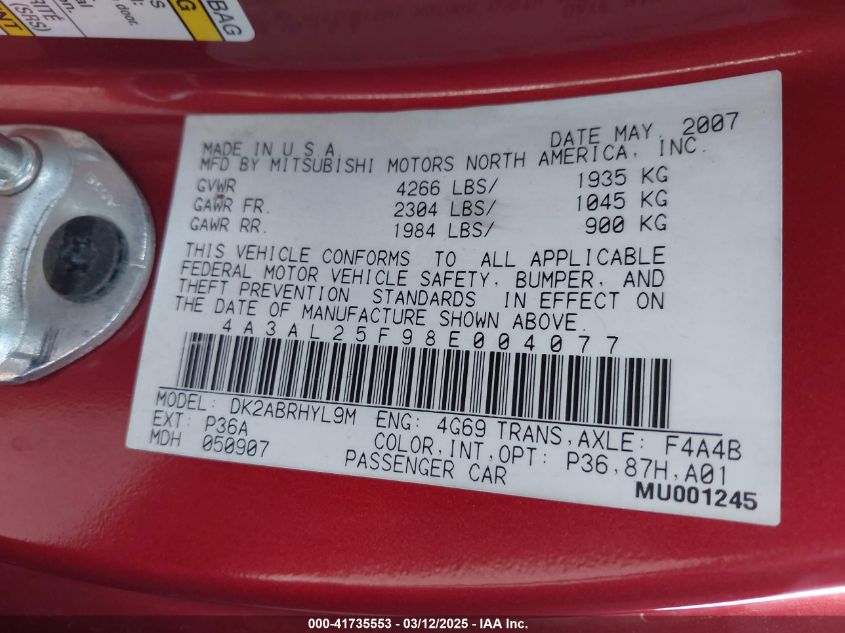 BAG
G
NT
RITÉ
(SRS)
door.
MADE IN U.S.A. DATE MAY. 2007
MFD BY MITSUBISHI MOTORS NORTH AMERICA, INC.
GVWR 4266 LBS/ 1935 KG
GAWR FR. 2304 LBS/ 1045 KG
GAWR RR. 1984 LBS/ 900 KG
THIS VEHICLE CONFORMS TO ALL APPLICABLE
FEDERAL MOTOR VEHICLE SAFETY, BUMPER, AND
THEFT PREVENTION STANDARDS IN EFFECT ON
THE DATE OF MANUFACTURE SHOWN ABOVE.
4A3AL25F98E004077
MODEL: DK2ABRHYL9M ENG: 4G69 TRANS,AXLE: F4A4B
EXT: P36A COLOR,INT,OPT: P36,87H,A01
MDH 050907 PASSENGER CAR
MU001245
000-41735553 - 03/12/2025 - IAA Inc.